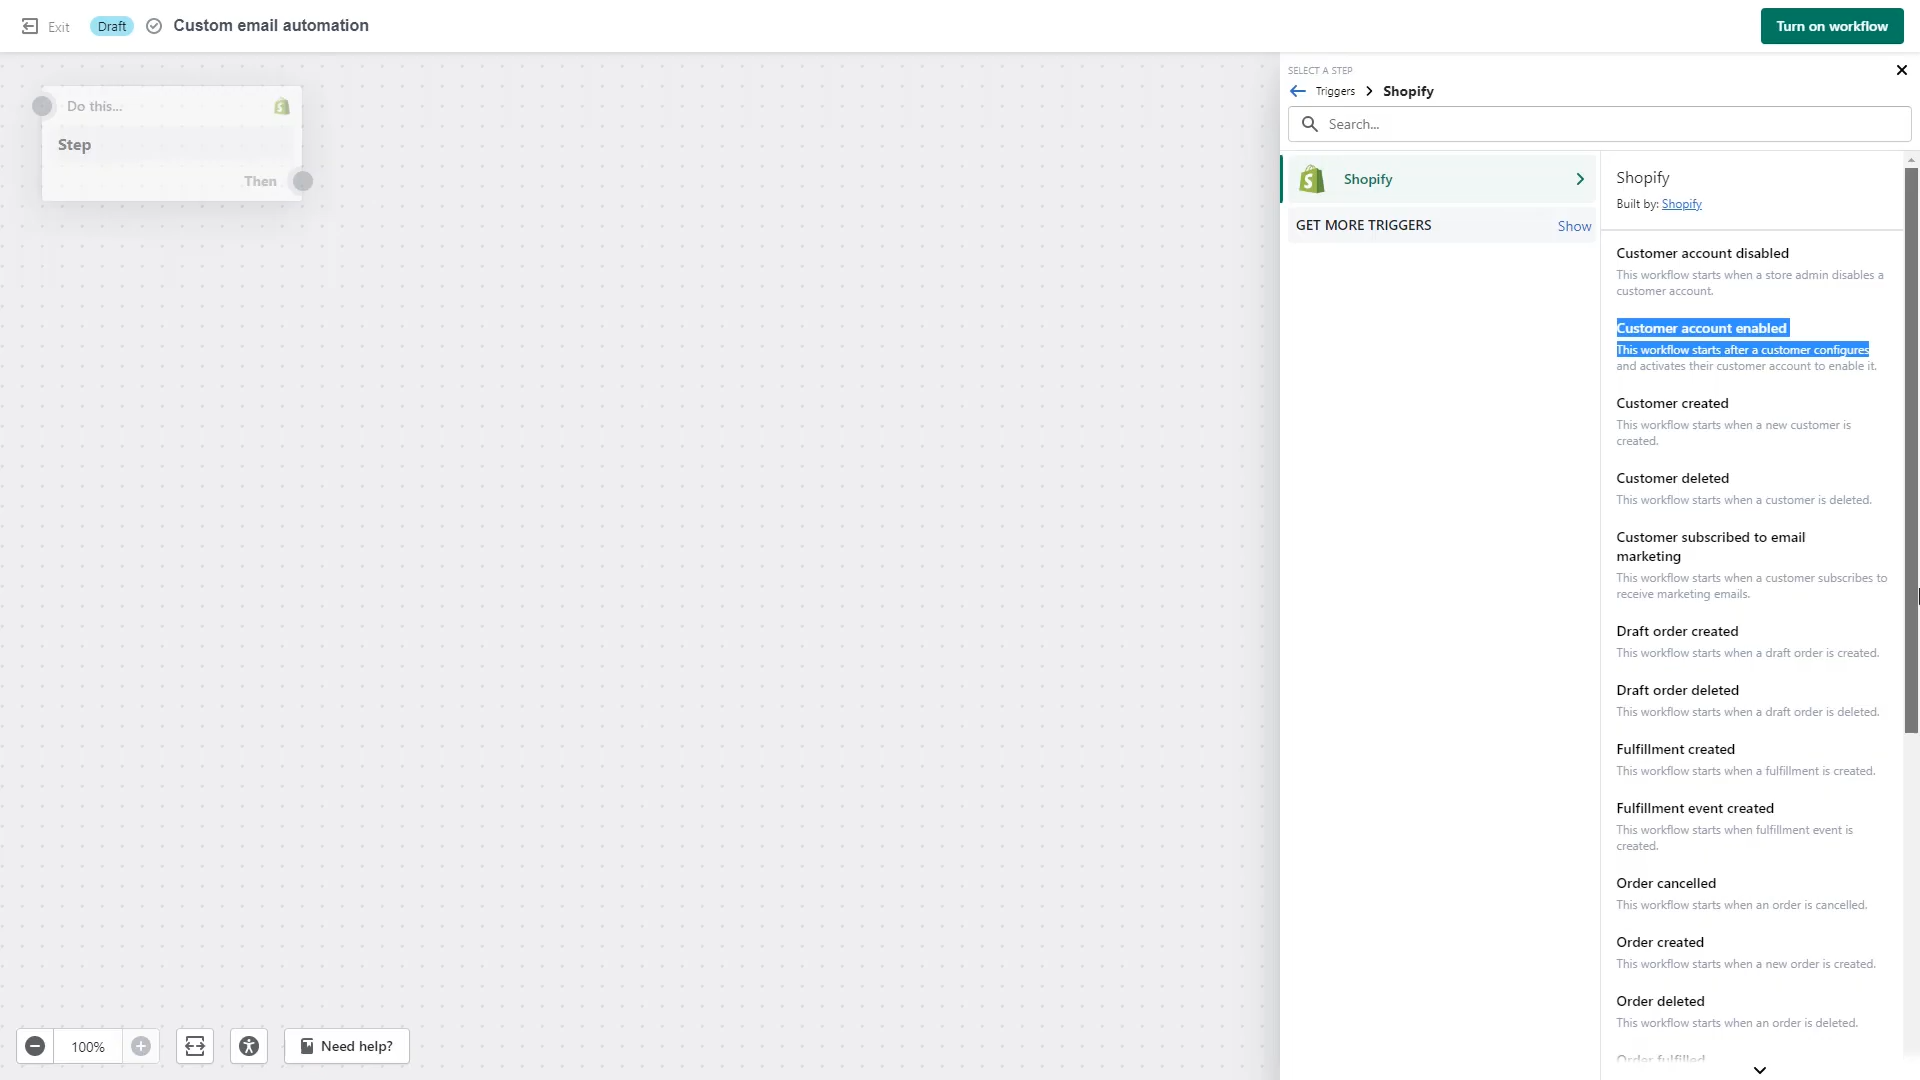 Exit
Draft
Custom email automation
Turn on workflow
Do this...
Step
Then
SELECT A STEP
Triggers
Shopify
Search...
Shopify
GET MORE TRIGGERS
Show
Shopify
Built by: Shopify
Customer account disabled
This workflow starts when a store admin disables a
customer account.
Customer account enabled
This workflow starts after a customer configures
and activates their customer account to enable it.
Customer created
This workflow starts when a new customer is
created.
Customer deleted
This workflow starts when a customer is deleted.
Customer subscribed to email
marketing
This workflow starts when a customer subscribes to
receive marketing emails.
Draft order created
This workflow starts when a draft order is created.
Draft order deleted
This workflow starts when a draft order is deleted.
Fulfillment created
This workflow starts when a fulfillment is created.
Fulfillment event created
This workflow starts when fulfillment event is
created.
Order cancelled
This workflow starts when an order is cancelled.
Order created
This workflow starts when a new order is created.
Order deleted
This workflow starts when an order is deleted.
Order fulfilled
100%
Need help?